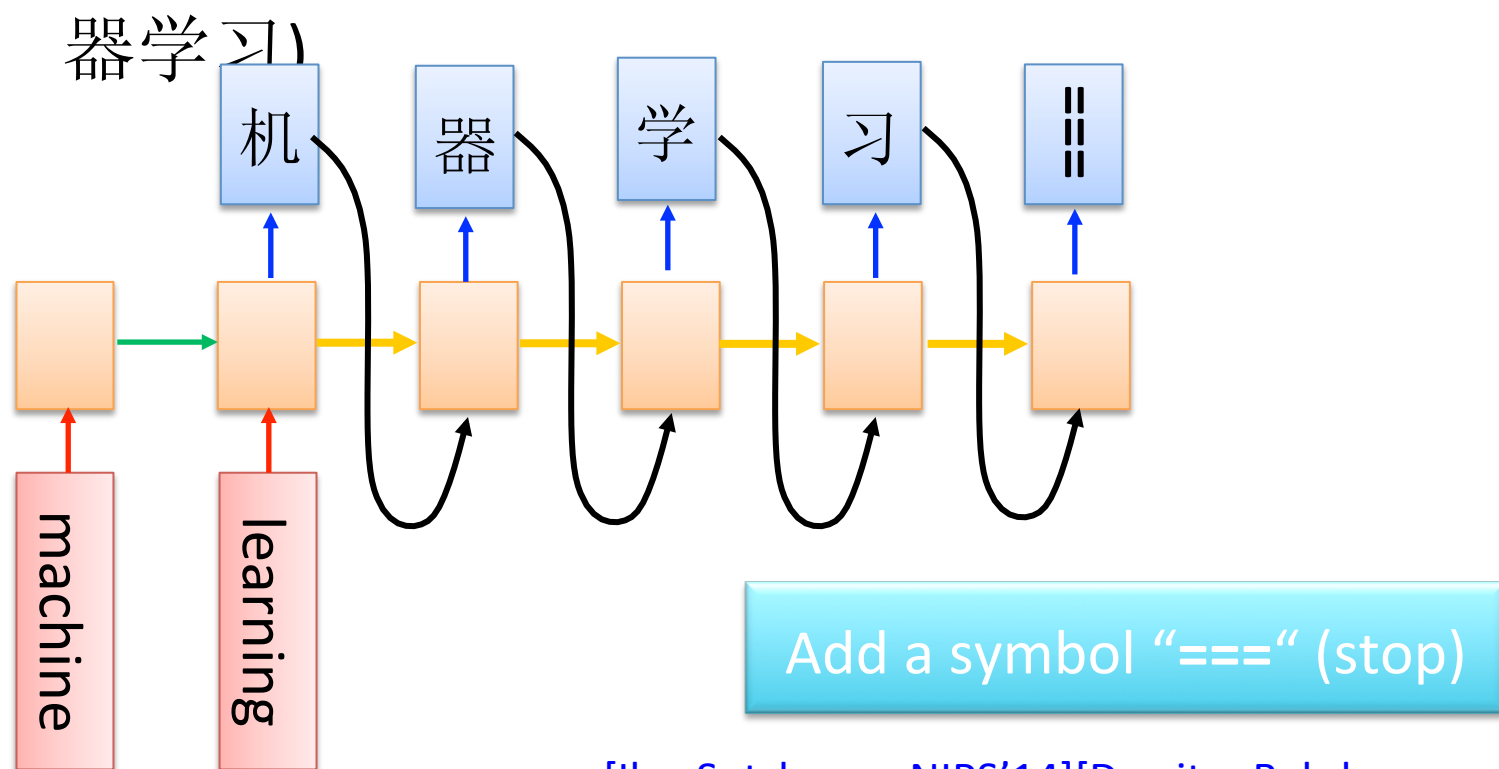 器学习)
机
器
学
习
===
machine
learning
Add a symbol “===“ (stop)